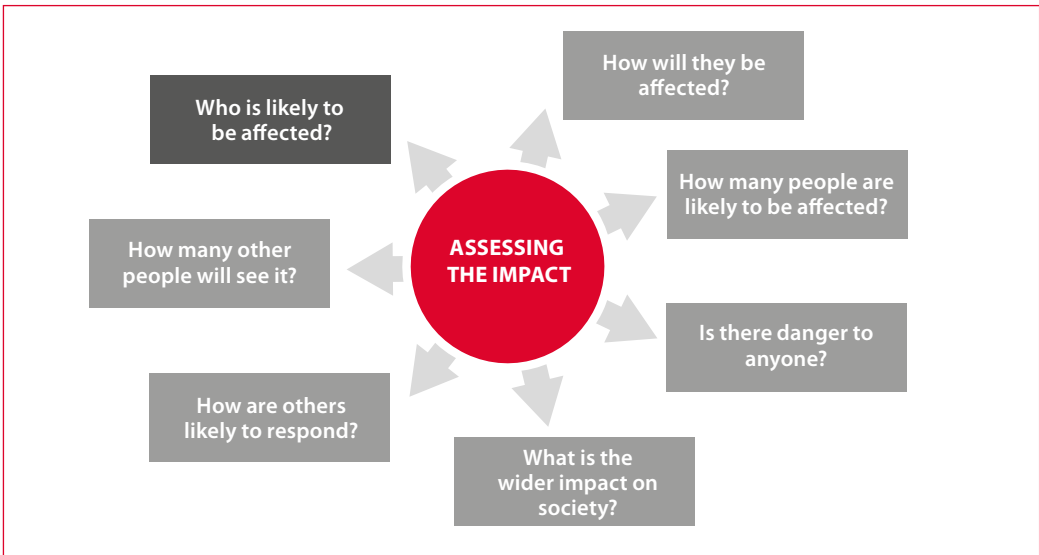 ASSESSING
THE IMPACT
Who is likely to
be affected?
How will they be
affected?
How many people are
likely to be affected?
Is there danger to
anyone?
What is the
wider impact on
society?
How are others
likely to respond?
How many other
people will see it?